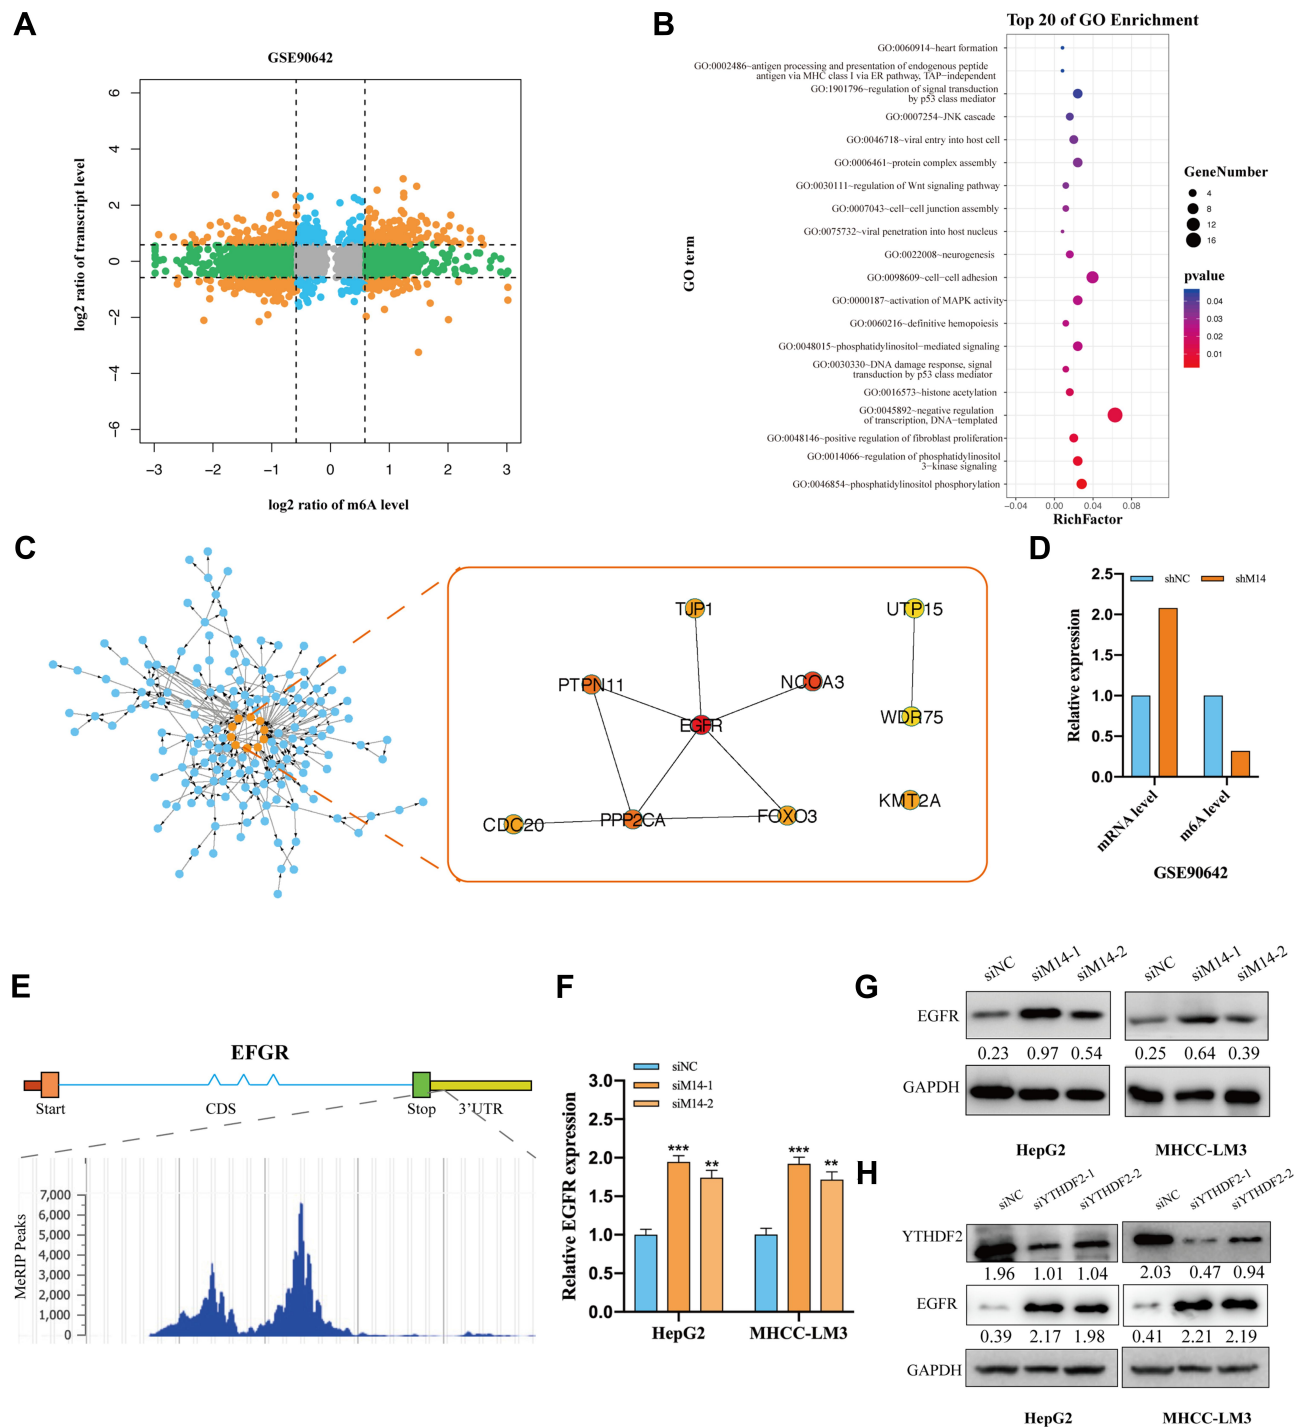 A
GSE90642
log2 ratio of transcript level
6
4
2
0
−2
−4
−6
−3
−2
−1
0
1
2
3
log2 ratio of m6A level
B
Top 20 of GO Enrichment
GO term
GO:0060914~heart formation
GO:0002486~antigen processing and presentation of endogenous peptide
antigen via MHC class I via ER pathway, TAP−independent
GO:1901796~regulation of signal transduction
by p53 class mediator
GO:0007254~JNK cascade
GO:0046718~viral entry into host cell
GO:0006461~protein complex assembly
GO:0030111~regulation of Wnt signaling pathway
GO:0007043~cell−cell junction assembly
GO:0075732~viral penetration into host nucleus
GO:0022008~neurogenesis
GO:0098609~cell−cell adhesion
GO:0000187~activation of MAPK activity
GO:0060216~definitive hemopoiesis
GO:0048015~phosphatidylinositol−mediated signaling
GO:0030330~DNA damage response, signal
transduction by p53 class mediator
GO:0016573~histone acetylation
GO:0045892~negative regulation
of transcription, DNA−templated
GO:0048146~positive regulation of fibroblast proliferation
GO:0014066~regulation of phosphatidylinositol
3−kinase signaling
GO:0046854~phosphatidylinositol phosphorylation
−0.04
0.00
0.04
0.08
RichFactor
GeneNumber
4
8
12
16
pvalue
0.04
0.03
0.02
0.01
C
TJP1
UTP15
PTPN11
NCOA3
EGFR
WDR75
KMT2A
CDC20
PPP2CA
FOXO3
D
shNC
shM14
Relative expression
2.5
2.0
1.5
1.0
0.5
0.0
mRNA level
m6A level
GSE90642
E
EFGR
Start
CDS
Stop
3'UTR
MeRIP Peaks
7,000
6,000
5,000
4,000
3,000
2,000
1,000
0
F
siNC
siM14-1
siM14-2
Relative EGFR expression
3.0
2.5
2.0
1.5
1.0
0.5
0.0
***
**
***
**
HepG2
MHCC-LM3
G
siNC
siM14-1
siM14-2
siNC
siM14-1
siM14-2
EGFR
0.23 0.97 0.54
0.25 0.64 0.39
GAPDH
HepG2
MHCC-LM3
H
siNC
siYTHDF2-1
siYTHDF2-2
siNC
siYTHDF2-1
siYTHDF2-2
YTHDF2
1.96 1.01 1.04
2.03 0.47 0.94
EGFR
0.39 2.17 1.98
0.41 2.21 2.19
GAPDH
HepG2
MHCC-LM3